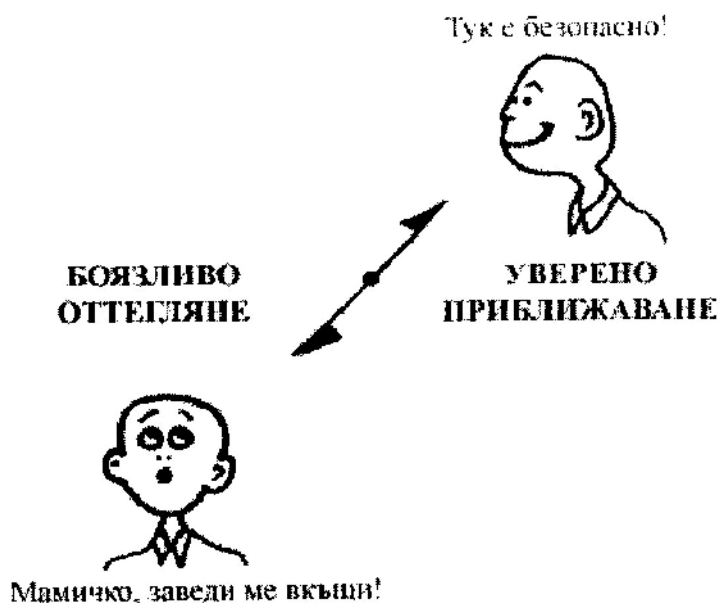 Тук е безопасно!
БОЯЗЛИВО
ОТТЕГЛЯНЕ
УВЕРЕНО
ПРИБЛИЖАВАНЕ
Мамичко, заведи ме вкъщи!